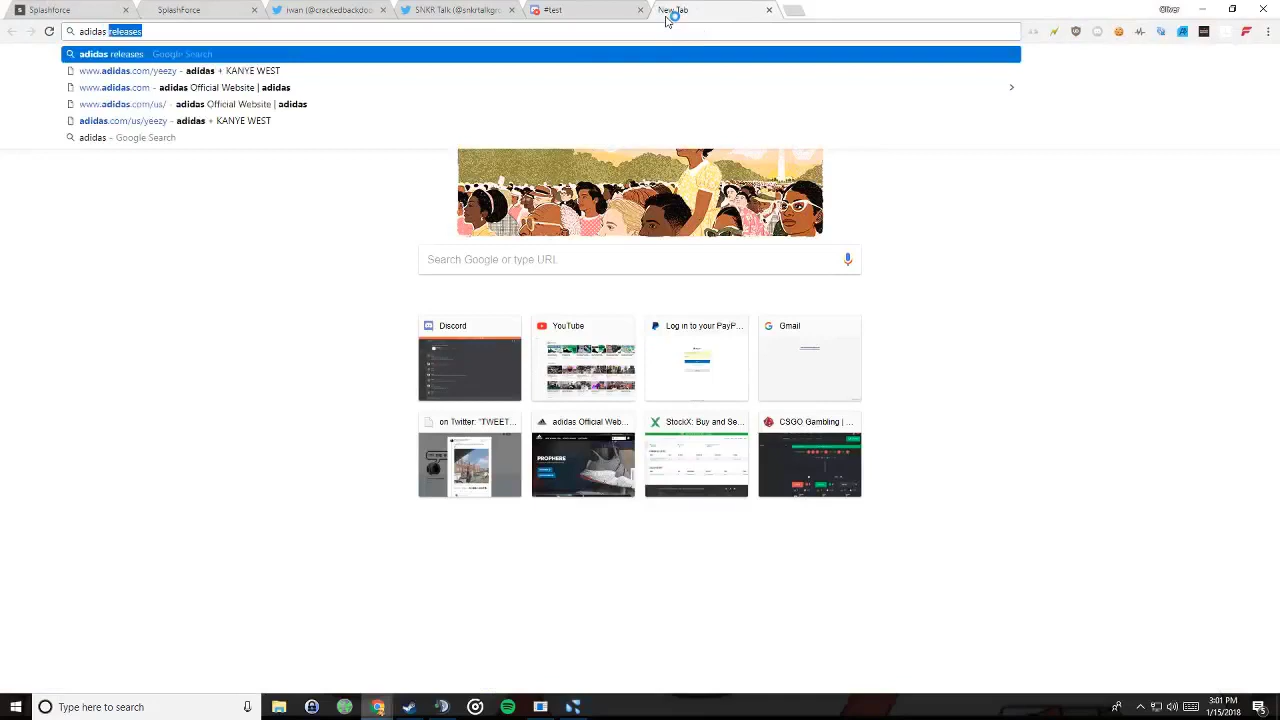 Splashforce
SplashForce
iwan (@crackedbackdoo
SNKR Talk (@snkrtalkgr
#test
New Tab
Oliver
adidas releases
adidas releases Google Search
www.adidas.com/yeezy - adidas + KANYE WEST
www.adidas.com - adidas Official Website | adidas
www.adidas.com/us/ - adidas Official Website | adidas
adidas.com/us/yeezy - adidas + KANYE WEST
adidas - Google Search
Search Google or type URL
Discord
YouTube
Log in to your PayP...
Gmail
on Twitter: "TWEET...
adidas Official Web...
StockX: Buy and Se...
CSGO Gambling | ...
PROPHERE
Type here to search
3:01 PM
1/15/2018